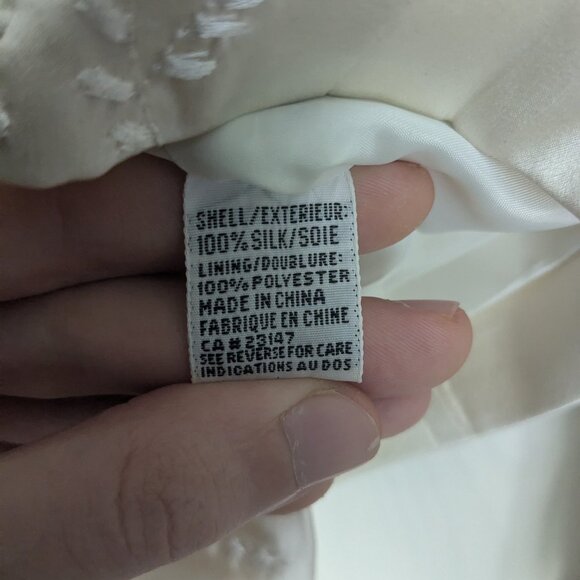 SHELL/EXTERIEUR:
100% SILK/SOIE
LINING/DOUBLURE:
100% POLYESTER
MADE IN CHINA
FABRIQUE EN CHINE
CA # 23147
SEE REVERSE FOR CARE
INDICATIONS AU DOS